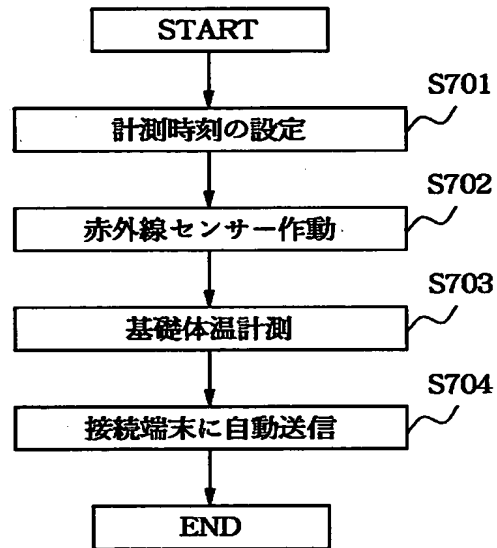 START
S701
計測時刻の設定
S702
赤外線センサー作動
S703
基礎体温計測
S704
接続端末に自動送信
END